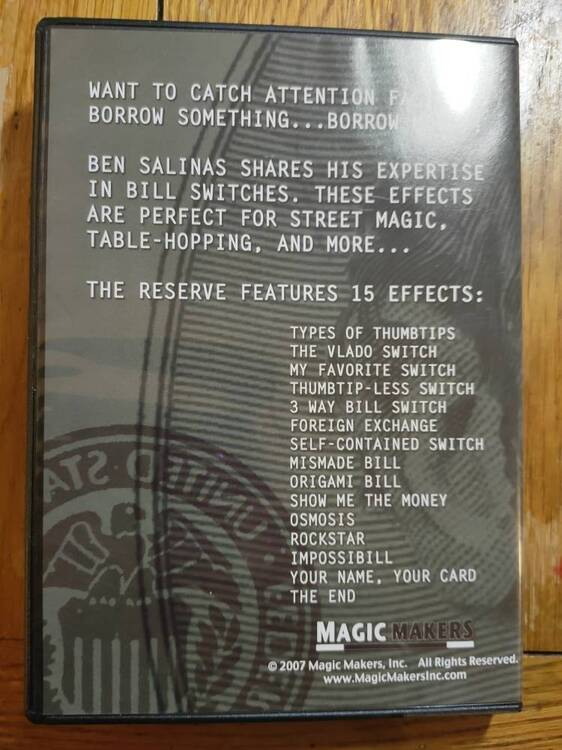 WANT TO CATCH ATTENTION
BORROW SOMETHING...BORROW
BEN SALINAS SHARES HIS EXPERTISE
IN BILL SWITCHES. THESE EFFECTS
ARE PERFECT FOR STREET MAGIC,
TABLE-HOPPING, AND MORE...
THE RESERVE FEATURES 15 EFFECTS:
TYPES OF THUMBTIPS
THE VLADO SWITCH
MY FAVORITE SWITCH
THUMBTIP-LESS SWITCH
3 WAY BILL SWITCH
FOREIGN EXCHANGE
SELF-CONTAINED SWITCH
MISMADE BILL
ORIGAMI BILL
SHOW ME THE MONEY
OSMOSIS
ROCKSTAR
IMPOSSIBILL
YOUR NAME, YOUR CARD
THE END
MAGIC MAKERS
© 2007 Magic Makers, Inc. All Rights Reserved.
www.MagicMakersInc.com
UNITED STA